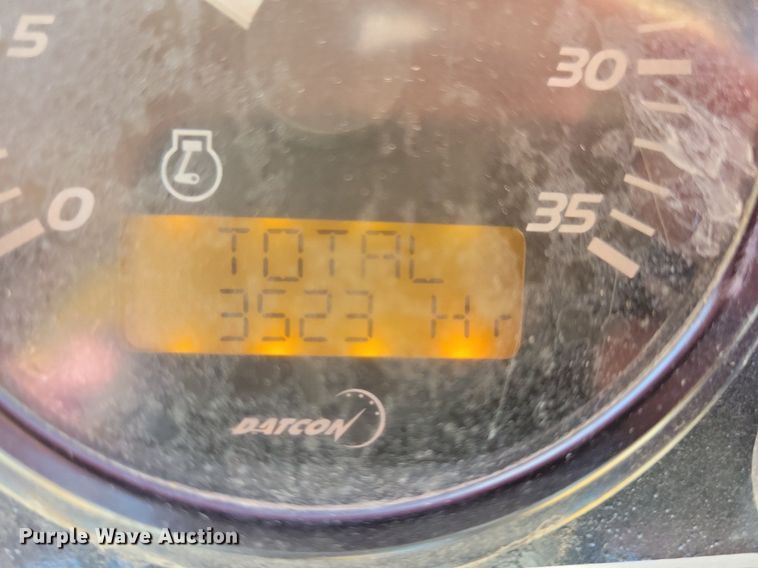 5
30
0
35
TOTAL
3523 Hr
DATCON
Purple Wave Auction®